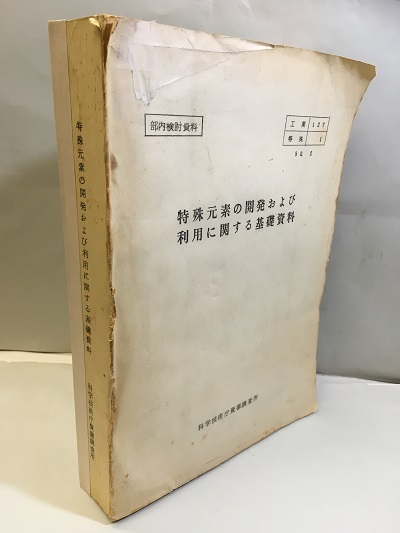 部内検討資料
工業 127
特殊 1
50. 2
特殊元素の開発および
利用に関する基礎資料
科学技術庁資源調査所
特殊元素の開発および利用に関する基礎資料
科学技術庁資源調査所